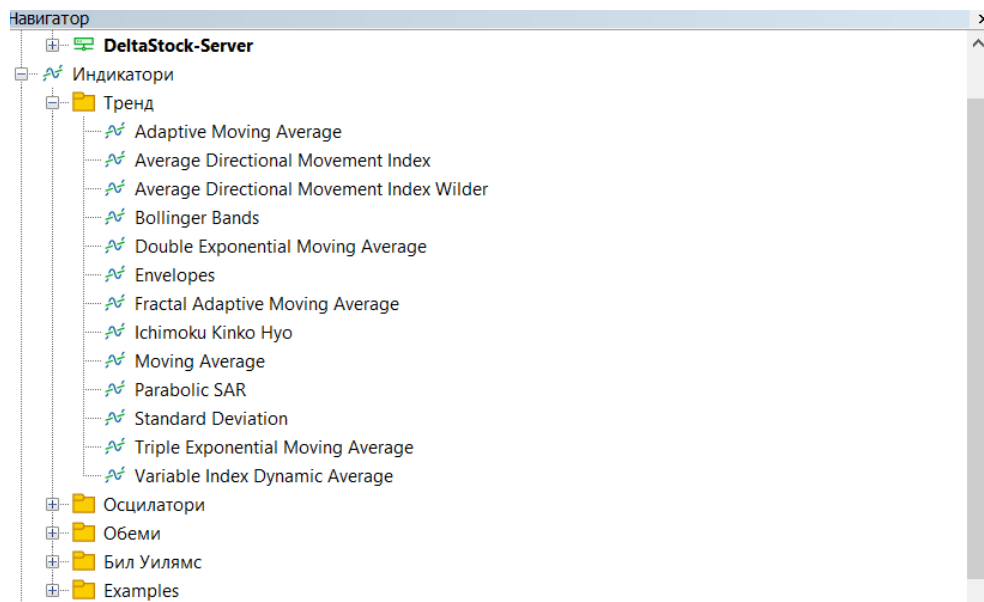 Навигатор
DeltaStock-Server
Индикатори
Тренд
Adaptive Moving Average
Average Directional Movement Index
Average Directional Movement Index Wilder
Bollinger Bands
Double Exponential Moving Average
Envelopes
Fractal Adaptive Moving Average
Ichimoku Kinko Hyo
Moving Average
Parabolic SAR
Standard Deviation
Triple Exponential Moving Average
Variable Index Dynamic Average
Осцилатори
Обеми
Бил Уилямс
Examples